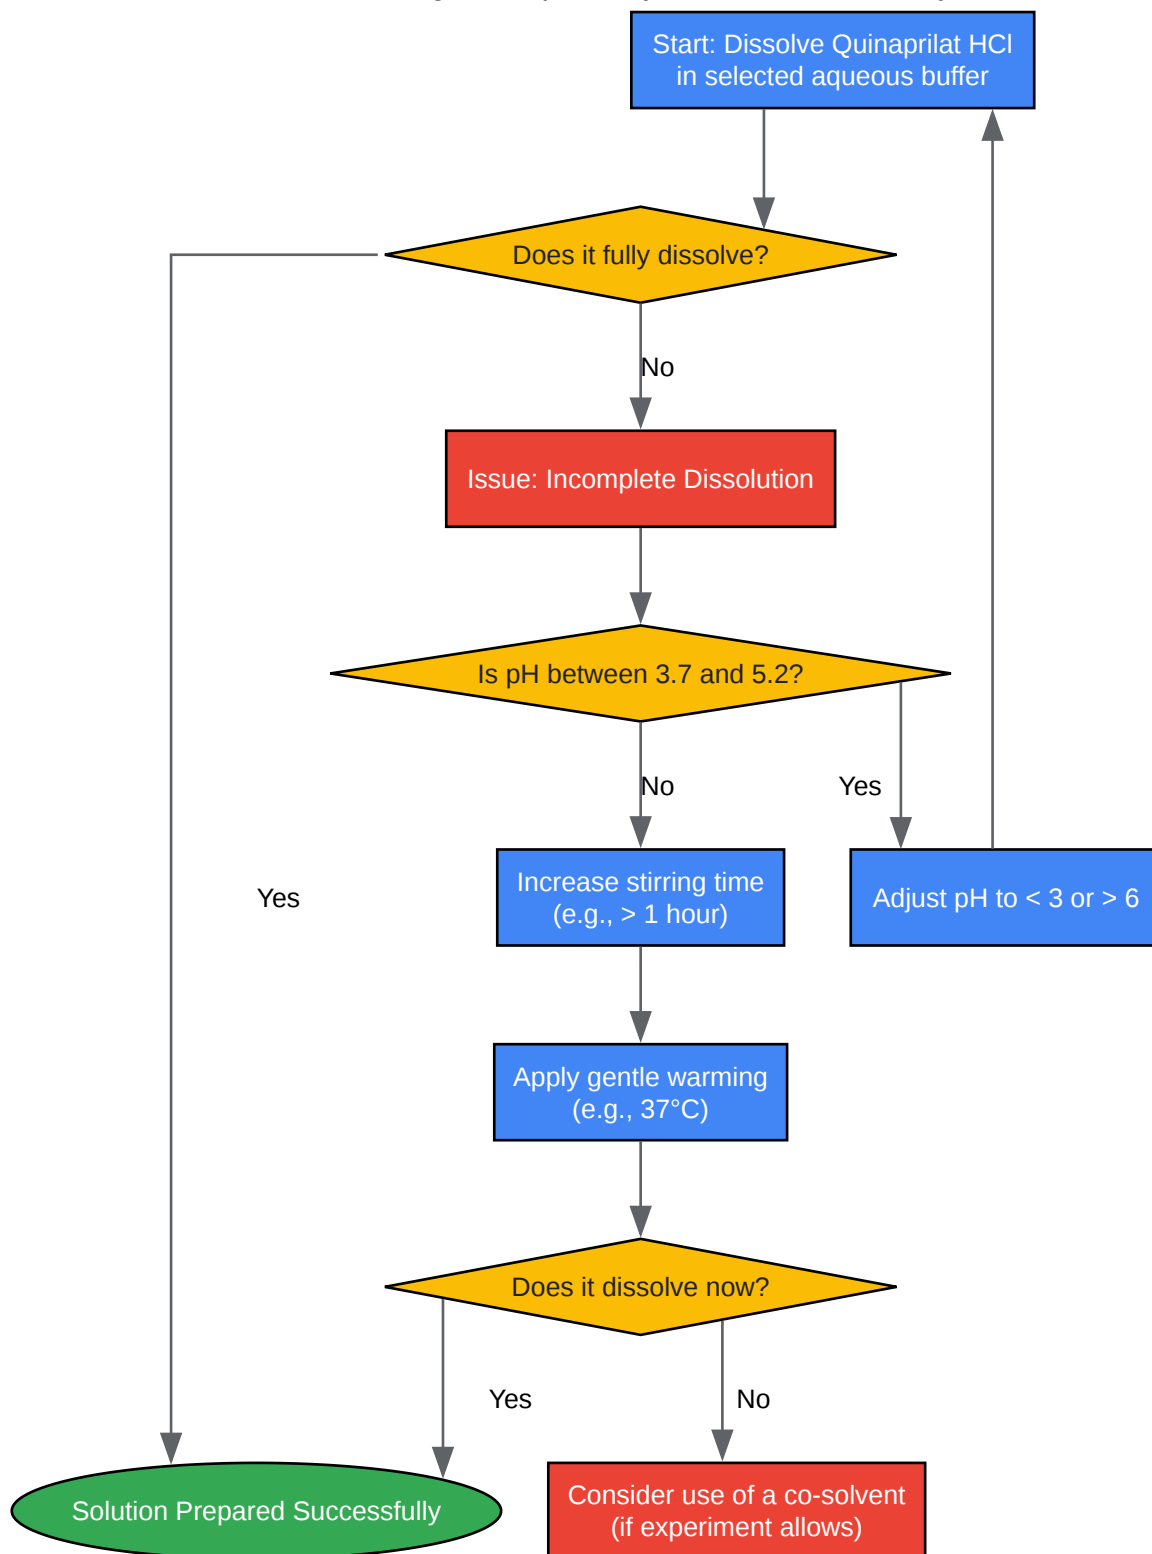 Start: Dissolve Quinaprilat HCl
in selected aqueous buffer
Does it fully dissolve?
No
Issue: Incomplete Dissolution
Is pH between 3.7 and 5.2?
No
Yes
Increase stirring time
(e.g., > 1 hour)
Adjust pH to < 3 or > 6
Yes
Apply gentle warming
(e.g., 37°C)
Does it dissolve now?
Yes
No
Solution Prepared Successfully
Consider use of a co-solvent
(if experiment allows)